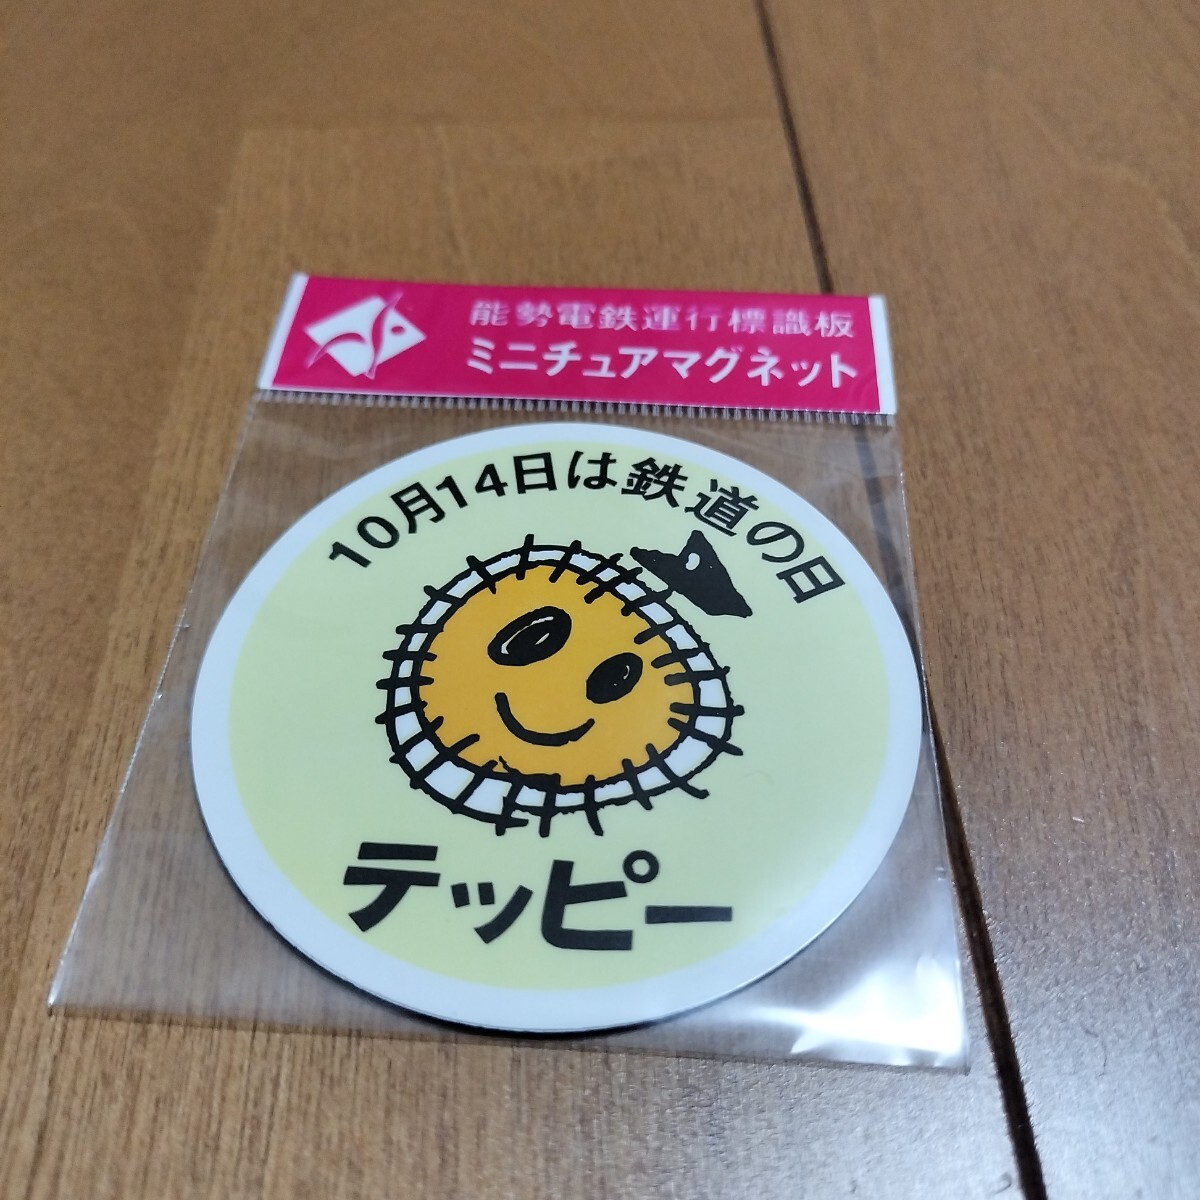 能勢電鉄運行標識板
ミニチュアマグネット
10月14日は鉄道の日
テッピー